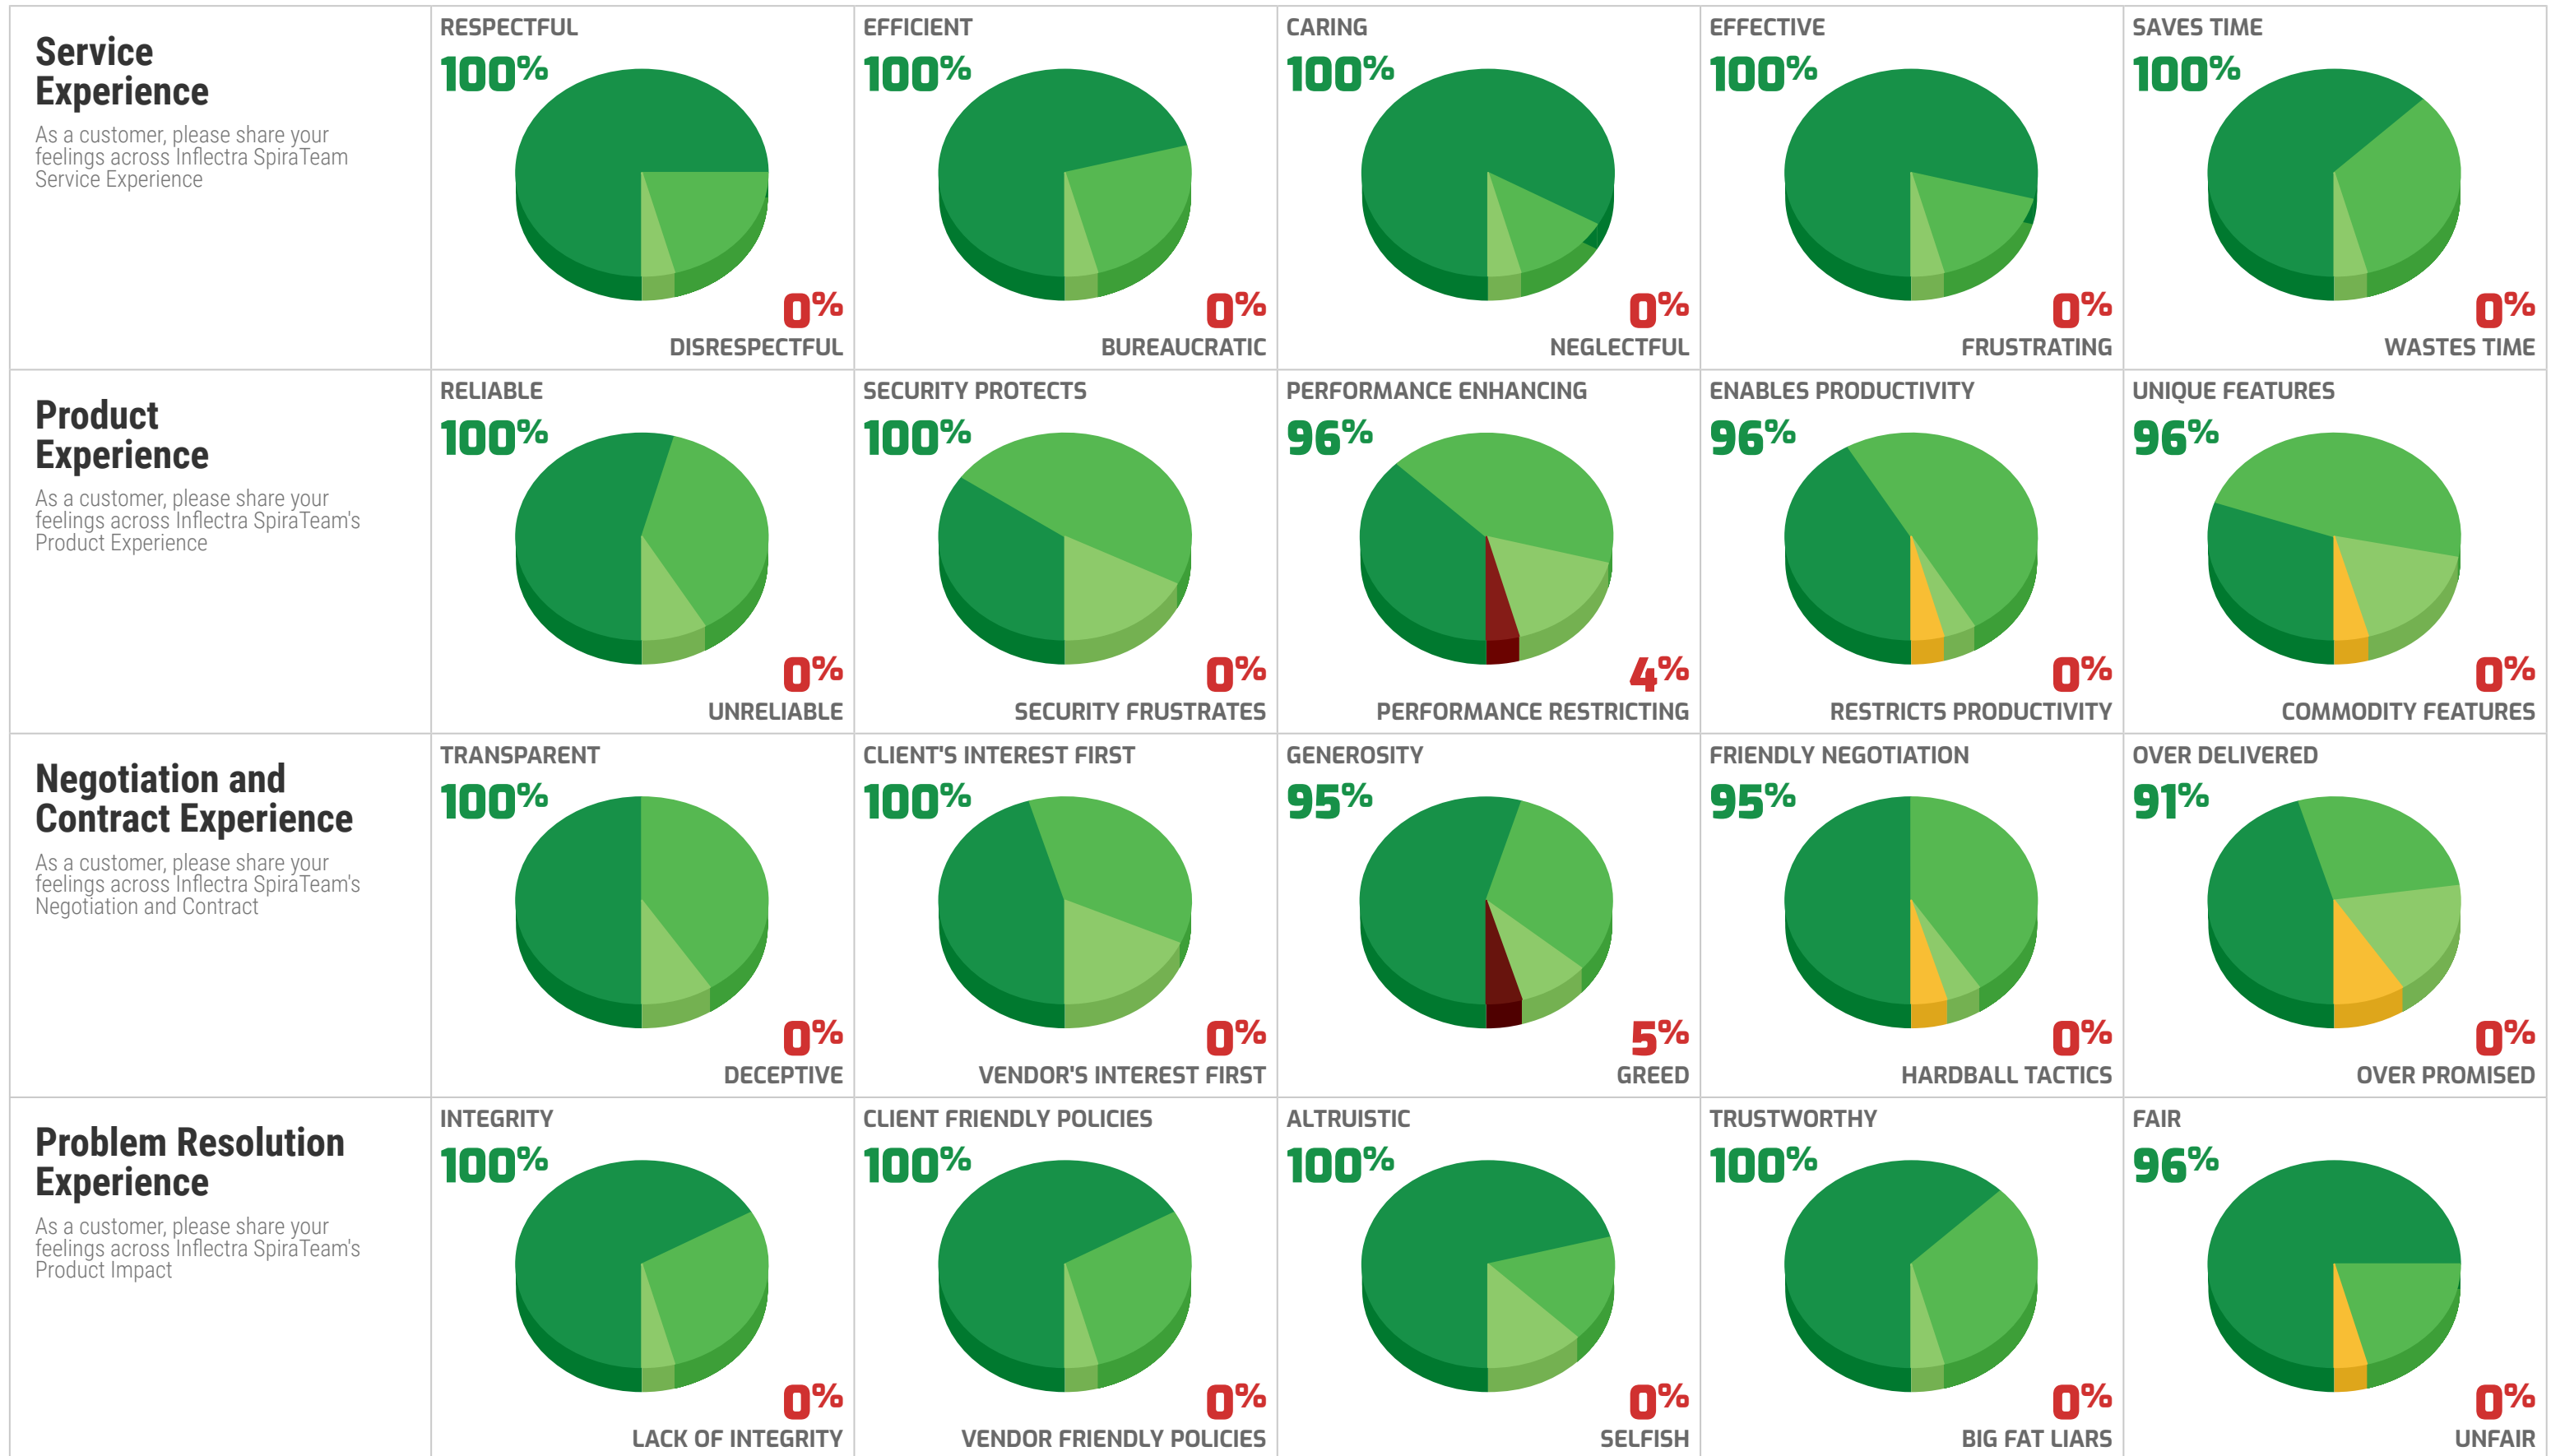 Service
Experience
As a customer, please share your
feelings across Inflectra SpiraTeam
Service Experience
RESPECTFUL
100%
0%
DISRESPECTFUL
EFFICIENT
100%
0%
BUREAUCRATIC
CARING
100%
0%
NEGLECTFUL
EFFECTIVE
100%
0%
FRUSTRATING
SAVES TIME
100%
0%
WASTES TIME
Product
Experience
As a customer, please share your
feelings across Inflectra SpiraTeam's
Product Experience
RELIABLE
100%
0%
UNRELIABLE
SECURITY PROTECTS
100%
0%
SECURITY FRUSTRATES
PERFORMANCE ENHANCING
96%
4%
PERFORMANCE RESTRICTING
ENABLES PRODUCTIVITY
96%
0%
RESTRICTS PRODUCTIVITY
UNIQUE FEATURES
96%
0%
COMMODITY FEATURES
Negotiation and
Contract Experience
As a customer, please share your
feelings across Inflectra SpiraTeam's
Negotiation and Contract
TRANSPARENT
100%
0%
DECEPTIVE
CLIENT'S INTEREST FIRST
100%
0%
VENDOR'S INTEREST FIRST
GENEROSITY
95%
5%
GREED
FRIENDLY NEGOTIATION
95%
0%
HARDBALL TACTICS
OVER DELIVERED
91%
0%
OVER PROMISED
Problem Resolution
Experience
As a customer, please share your
feelings across Inflectra SpiraTeam's
Product Impact
INTEGRITY
100%
0%
LACK OF INTEGRITY
CLIENT FRIENDLY POLICIES
100%
0%
VENDOR FRIENDLY POLICIES
ALTRUISTIC
100%
0%
SELFISH
TRUSTWORTHY
100%
0%
BIG FAT LIARS
FAIR
96%
0%
UNFAIR